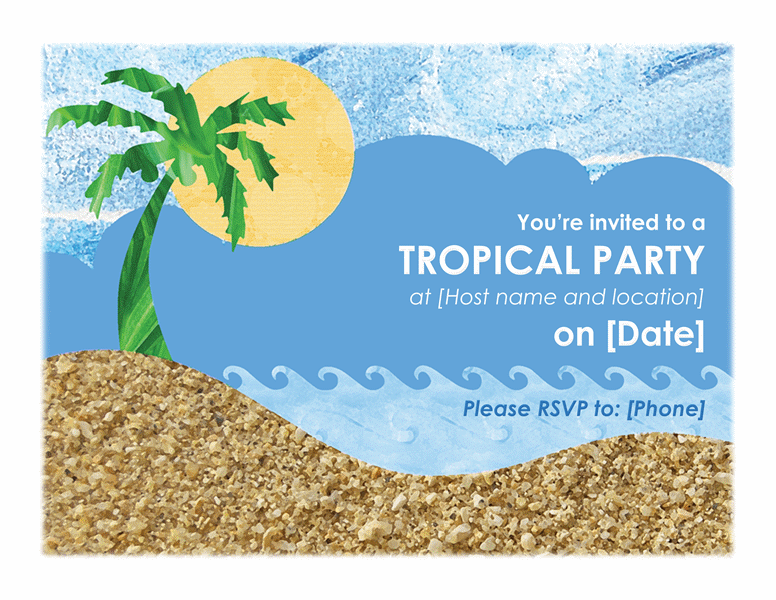 You're invited to a
TROPICAL PARTY
at [Host name and location]
on [Date]
Please RSVP to: [Phone]